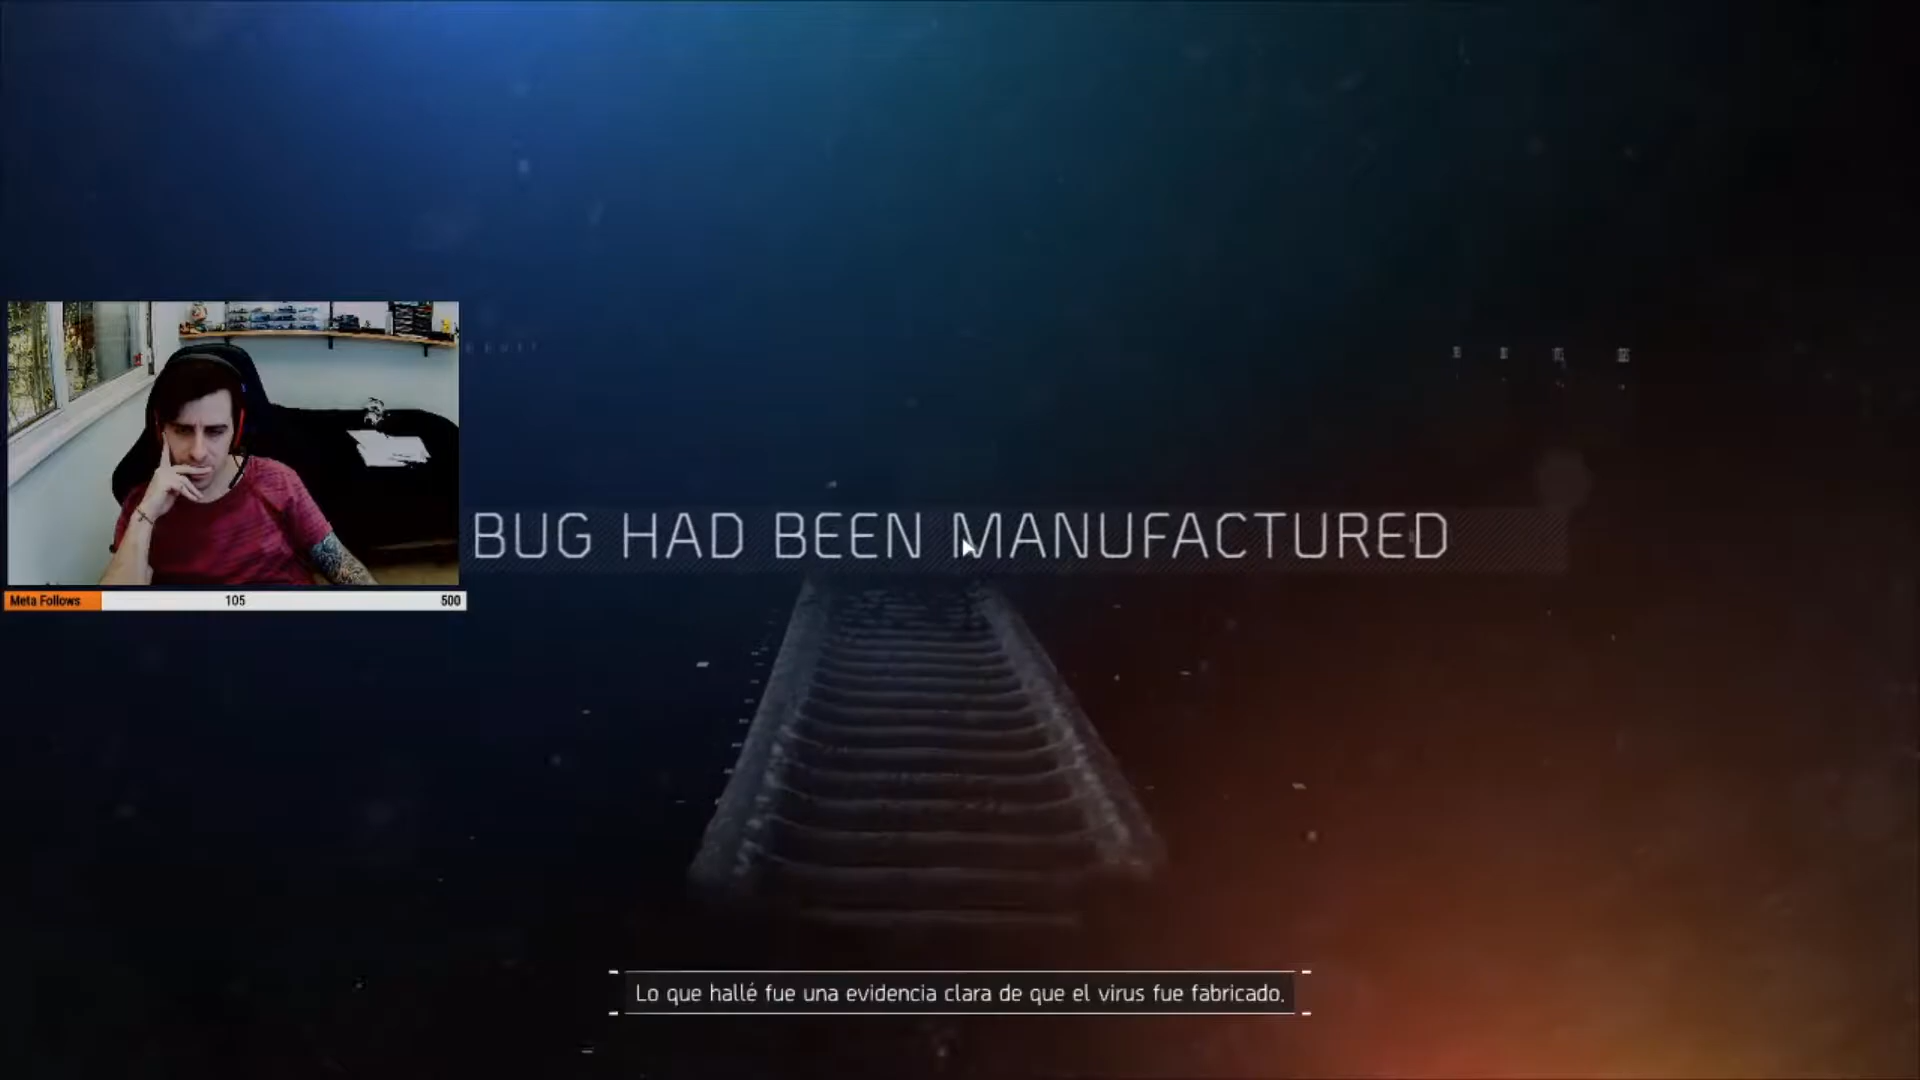 BUG HAD BEEN MANUFACTURED
Meta Follows 105 500
Lo que hallé fue una evidencia clara de que el virus fue fabricado.